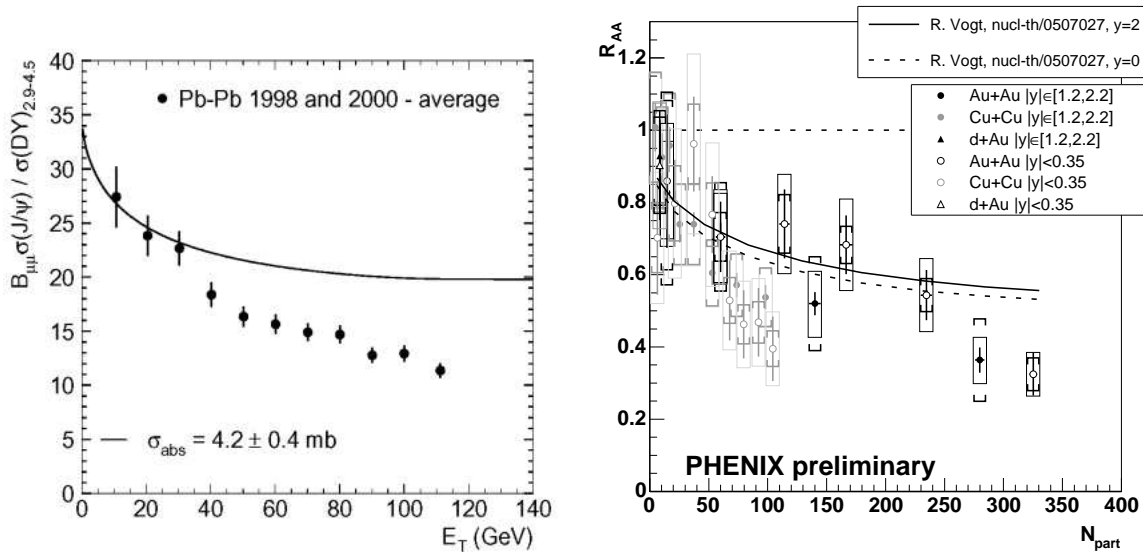 B_μμσ(J/ψ) / σ(DY)_2.9-4.5
40
35
30
25
20
15
10
5
0
Pb-Pb 1998 and 2000 - average
σ_abs = 4.2 ± 0.4 mb
0 20 40 60 80 100 120 140
E_T (GeV)
R_AA
1.2
1
0.8
0.6
0.4
0.2
0
R. Vogt, nucl-th/0507027, y=2
R. Vogt, nucl-th/0507027, y=0
Au+Au |y|∈[1.2,2.2]
Cu+Cu |y|∈[1.2,2.2]
d+Au |y|∈[1.2,2.2]
Au+Au |y|<0.35
Cu+Cu |y|<0.35
d+Au |y|<0.35
PHENIX preliminary
0 50 100 150 200 250 300 350 400
N_part